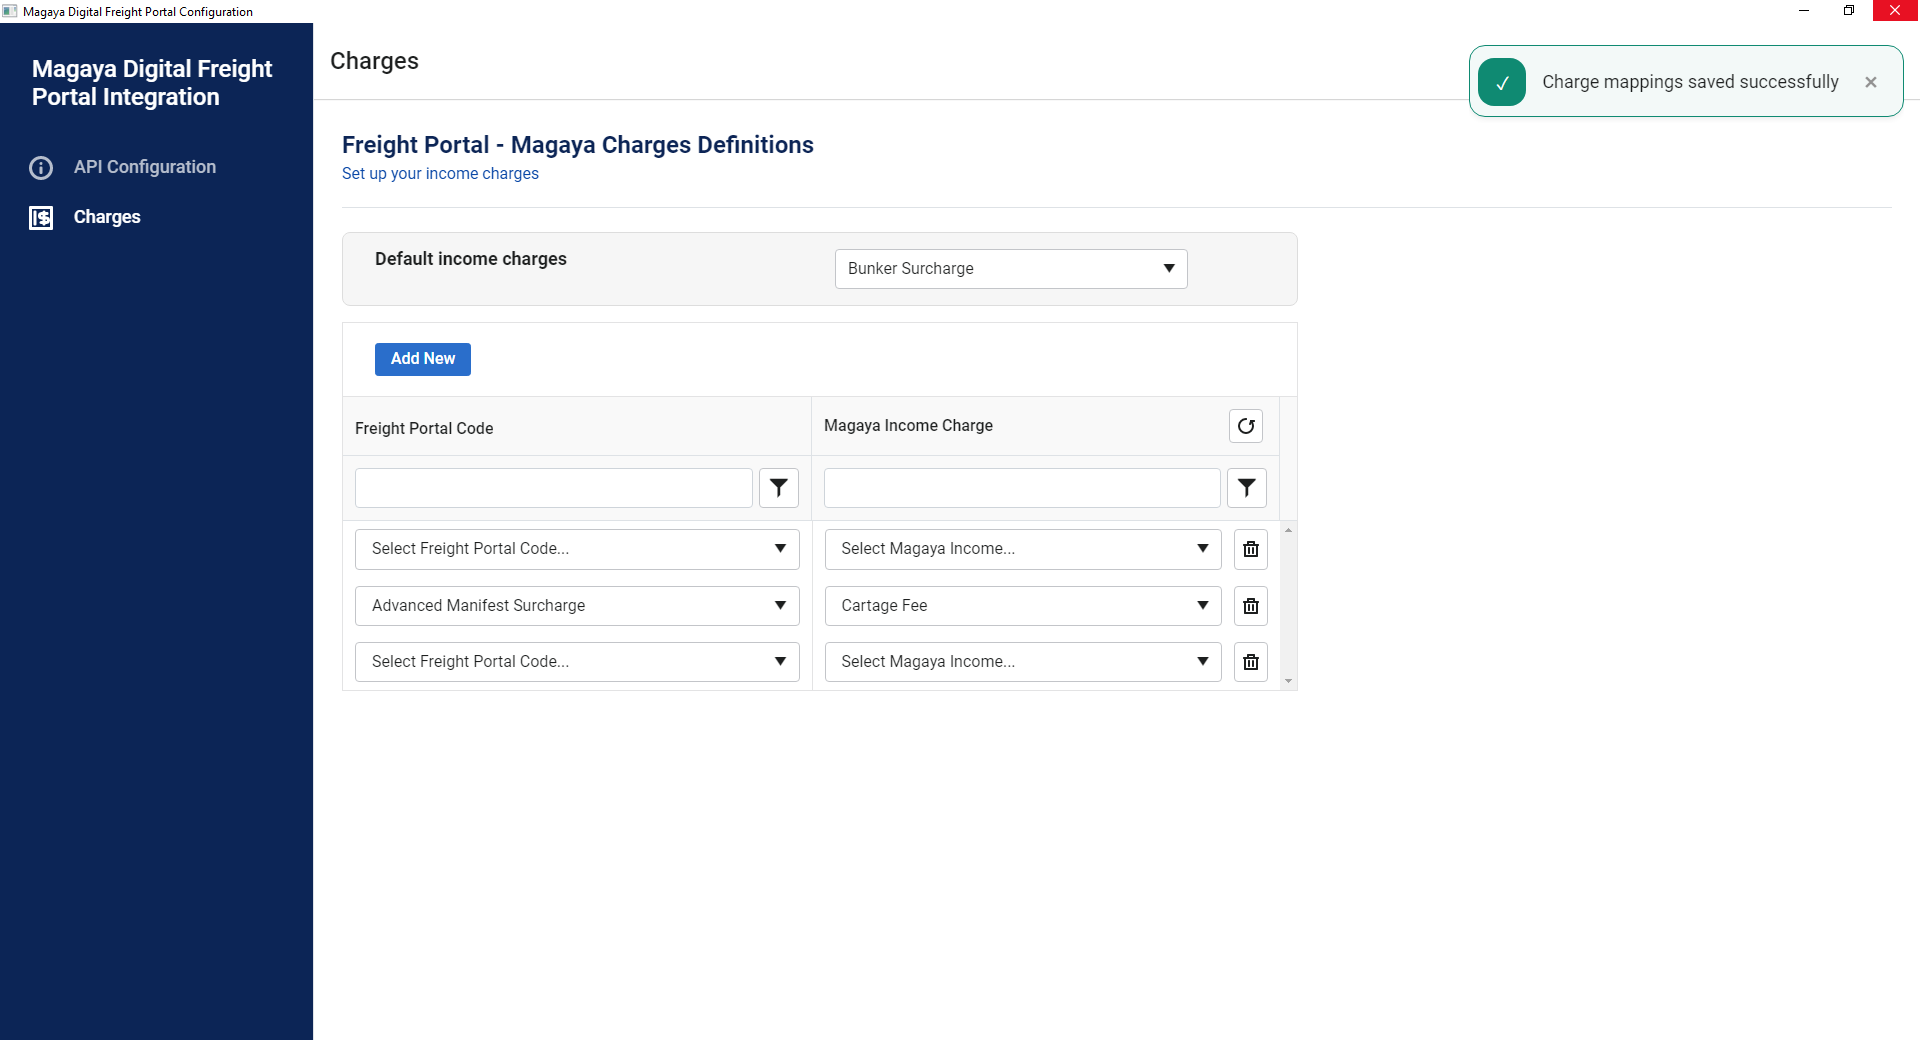 Magaya Digital Freight Portal Configuration
Magaya Digital Freight
Portal Integration
API Configuration
Charges
Charges
Charge mappings saved successfully
Freight Portal - Magaya Charges Definitions
Set up your income charges
Default income charges
Bunker Surcharge
Add New
Freight Portal Code
Magaya Income Charge
Select Freight Portal Code...
Select Magaya Income...
Advanced Manifest Surcharge
Cartage Fee
Select Freight Portal Code...
Select Magaya Income...